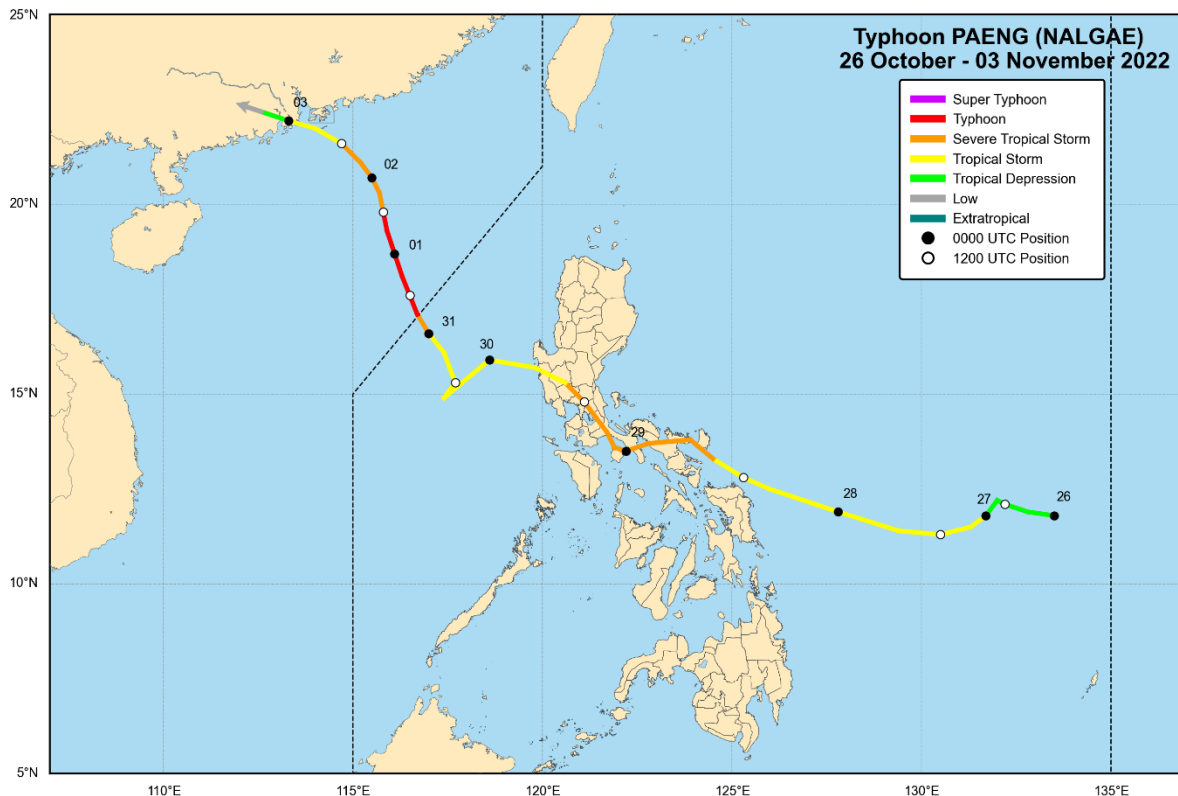 25°N
20°N
15°N
10°N
5°N
110°E
115°E
120°E
125°E
130°E
135°E
Typhoon PAENG (NALGAE)
26 October - 03 November 2022
Super Typhoon
Typhoon
Severe Tropical Storm
Tropical Storm
Tropical Depression
Low
Extratropical
0000 UTC Position
1200 UTC Position
03
02
01
31
30
29
28
27
26